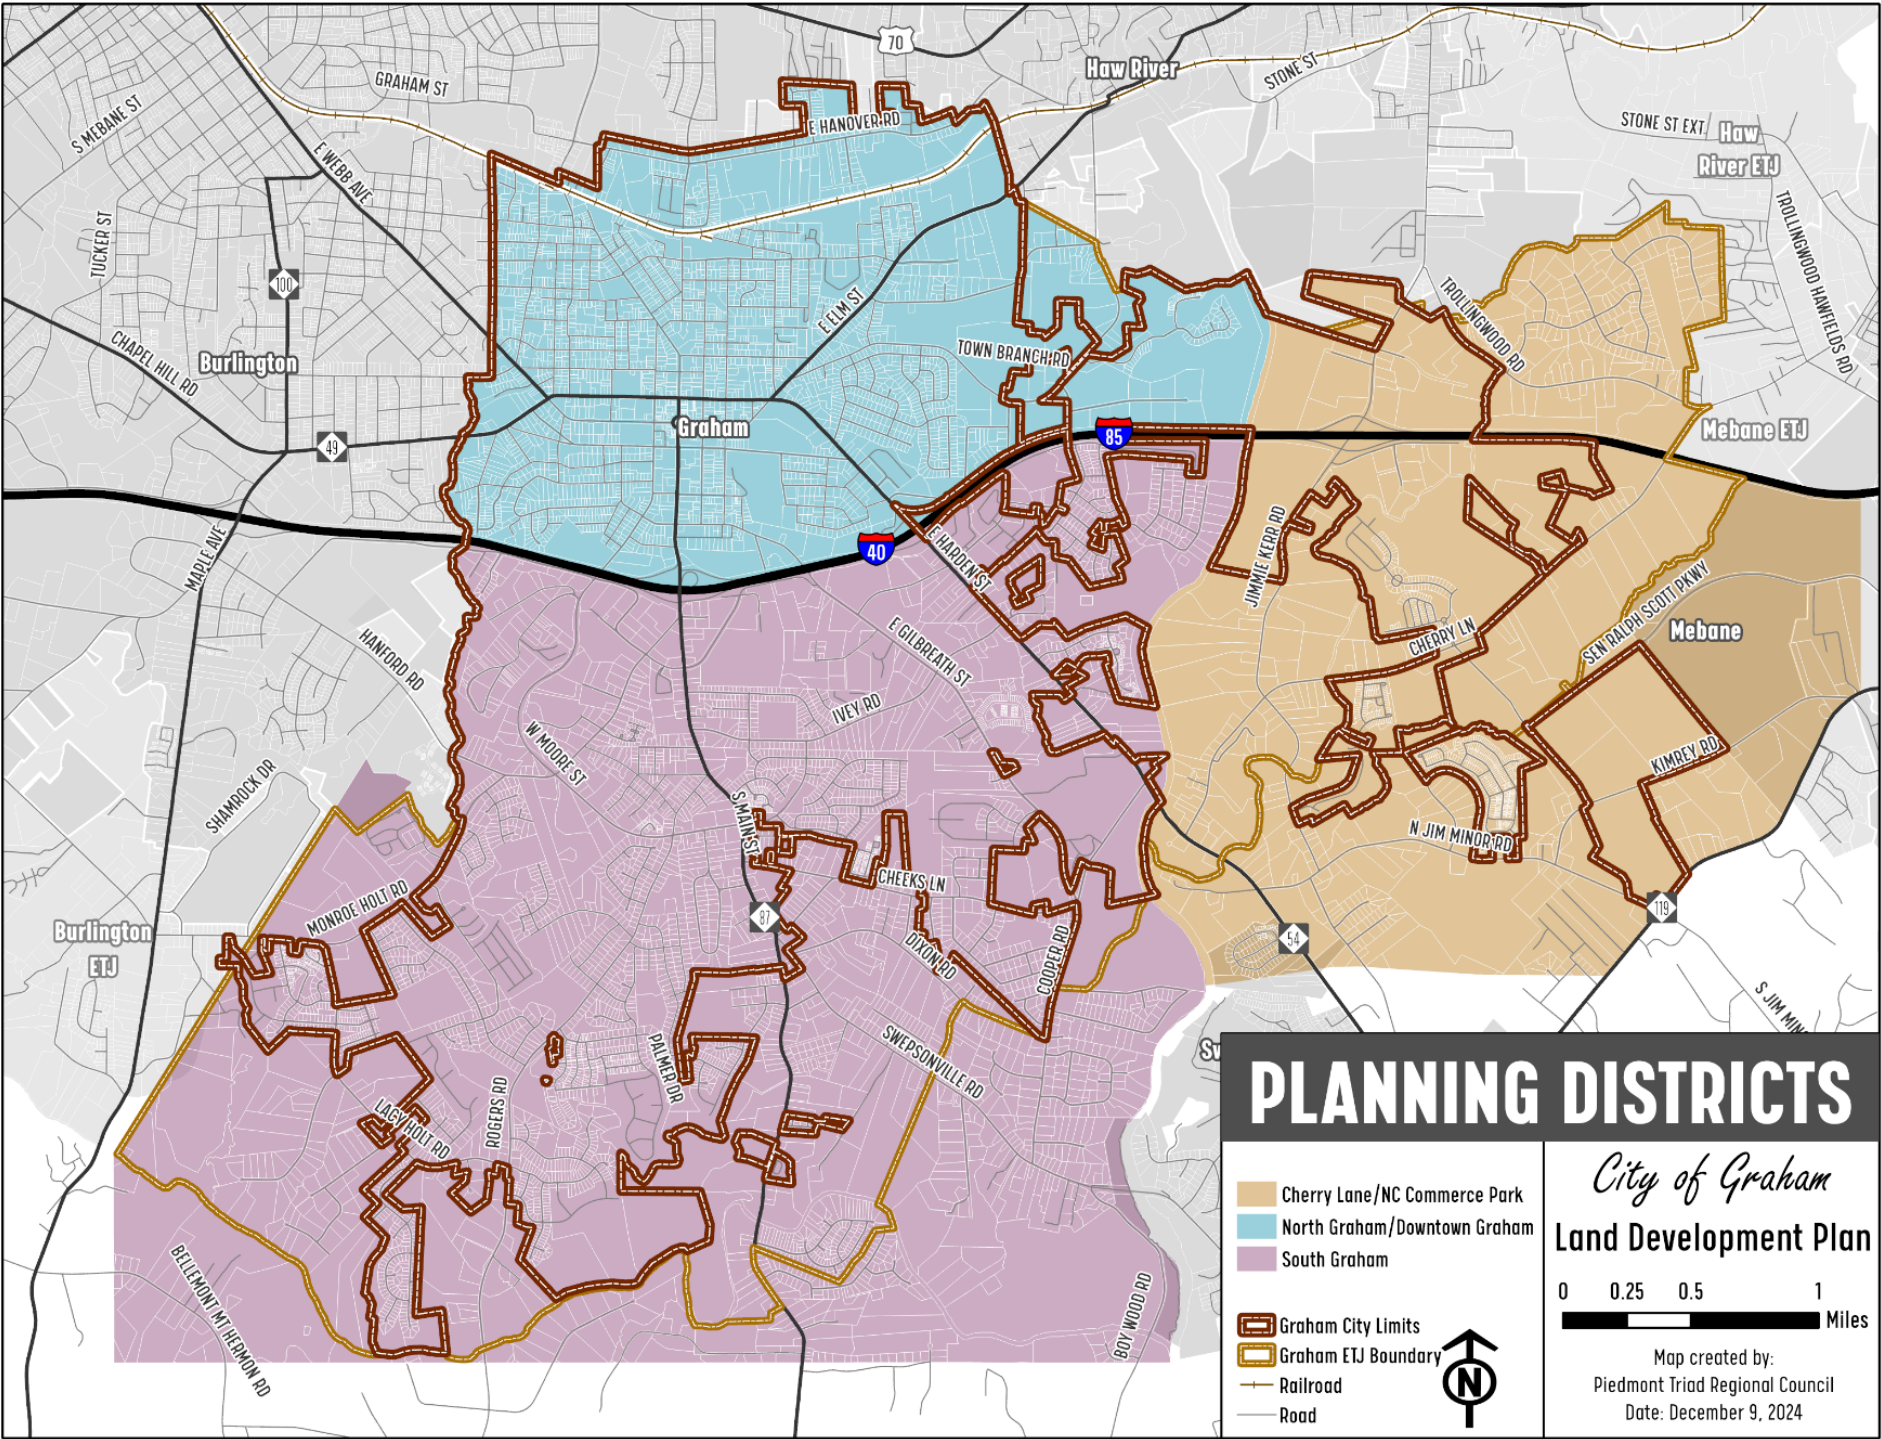 70
Haw River
GRAHAM ST
STONE ST
S MEBANE ST
E HANOVER RD
STONE ST EXT
Haw
River ETJ
E WEBB AVE
TUCKER ST
TROLLINGWOOD HAWFIELDS RD
100
E ELM ST
TROLLINGWOOD RD
CHAPEL HILL RD
Burlington
TOWN BRANCH RD
Graham
85
Mebane ETJ
49
MAPLE AVE
40
E HARDEN ST
JIMMIE KERR RD
SEN RALPH SCOTT PKWY
Mebane
HANFORD RD
E GILBRETH ST
CHERRY LN
IVEY RD
W MOORE ST
KIMREY RD
SHAMROCK DR
S MAIN ST
N JIM MINOR RD
CHEEKS LN
MONROE HOLT RD
87
119
Burlington
ETJ
54
DIXON RD
COOPER RD
S JIM MIN
SWEPSONVILLE RD
PALMER DR
Sw
ROGERS RD
LACY HOLT RD
BELLEMONT MT HERMON RD
BOY WOOD RD
PLANNING DISTRICTS
Cherry Lane/NC Commerce Park
North Graham/Downtown Graham
South Graham
Graham City Limits
Graham ETJ Boundary
Railroad
Road
N
City of Graham
Land Development Plan
0 0.25 0.5 1
Miles
Map created by:
Piedmont Triad Regional Council
Date: December 9, 2024